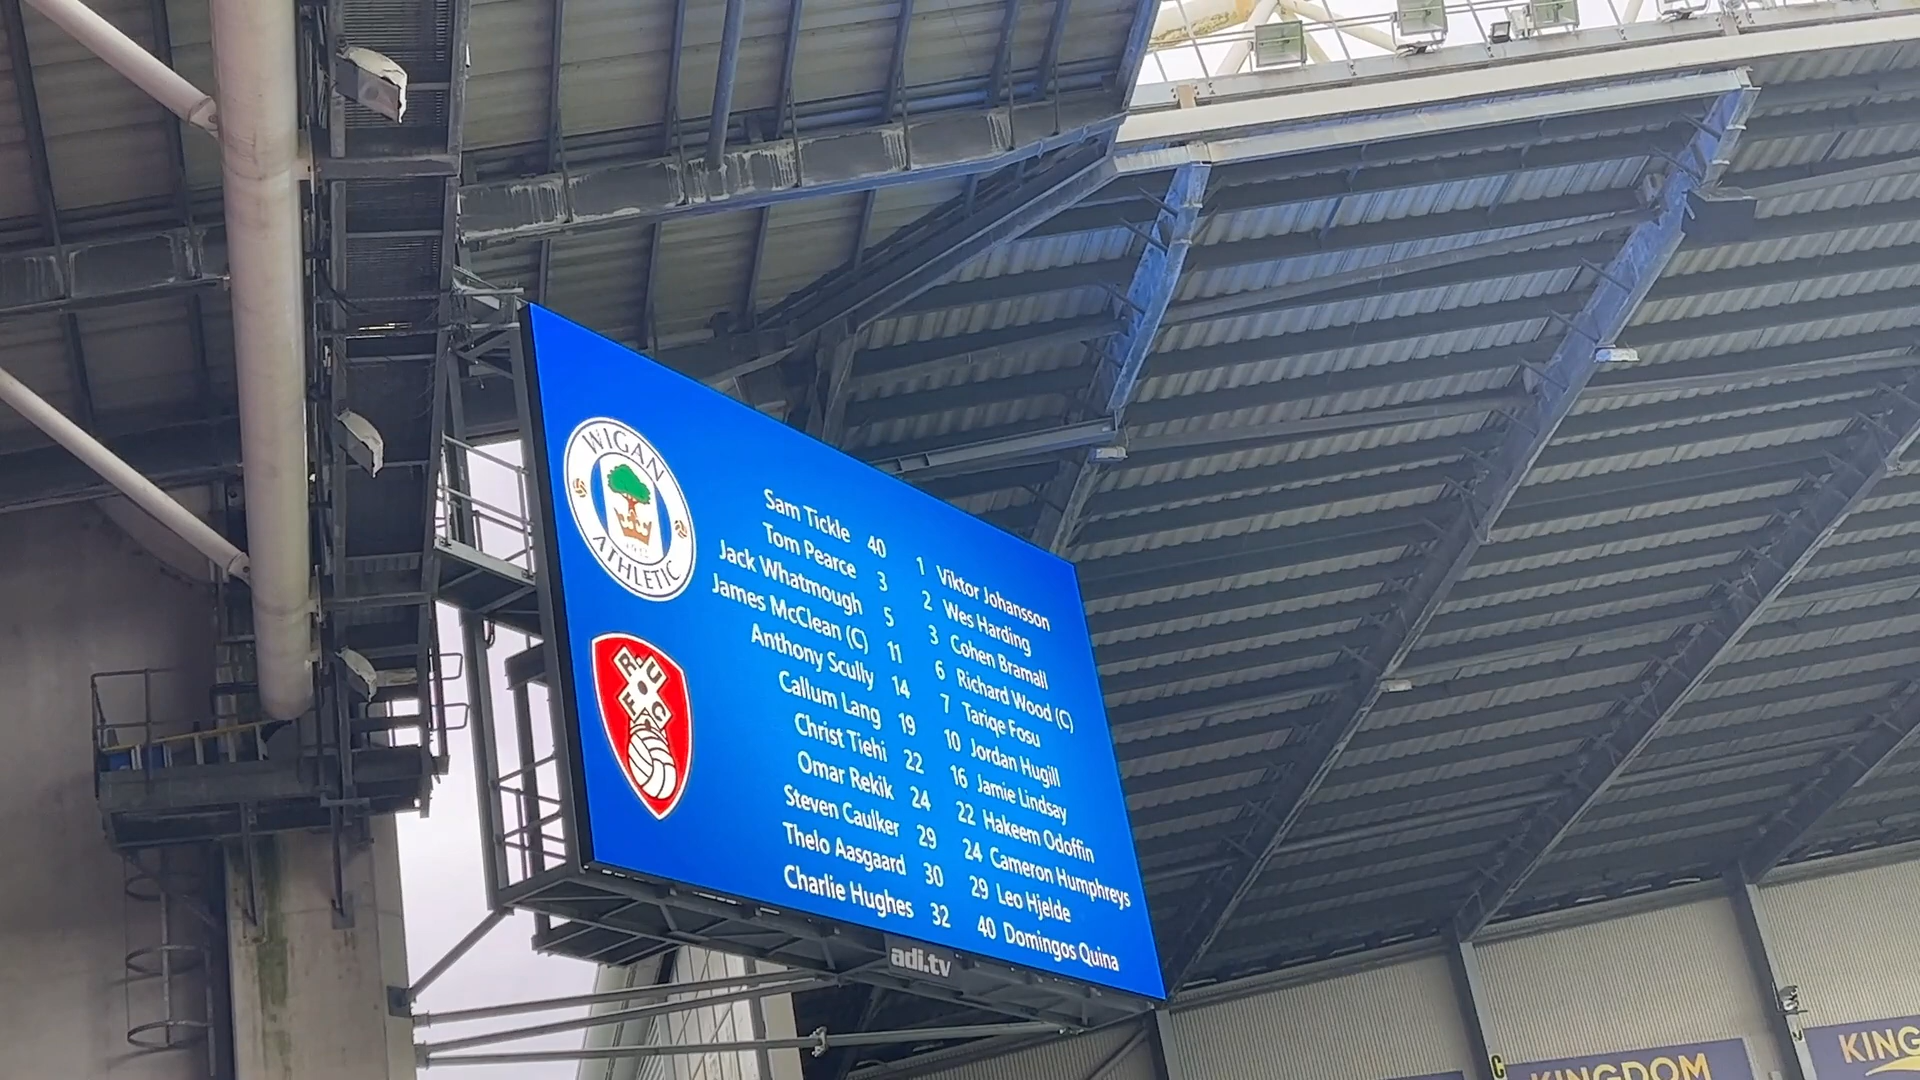 WIGAN
ATHLETIC
Sam Tickle 40
Tom Pearce 3
Jack Whatmough 5
James McClean (C) 11
Anthony Scully 14
Callum Lang 19
Christ Tiehi 22
Omar Rekik 24
Steven Caulker 29
Thelo Aasgaard 30
Charlie Hughes 32
1 Viktor Johansson
2 Wes Harding
3 Cohen Bramall
6 Richard Wood (C)
7 Tariqe Fosu
10 Jordan Hugill
16 Jamie Lindsay
22 Hakeem Odoffin
24 Cameron Humphreys
29 Leo Hjelde
40 Domingos Quina
RUFC
adi.tv
KINGDOM
KING